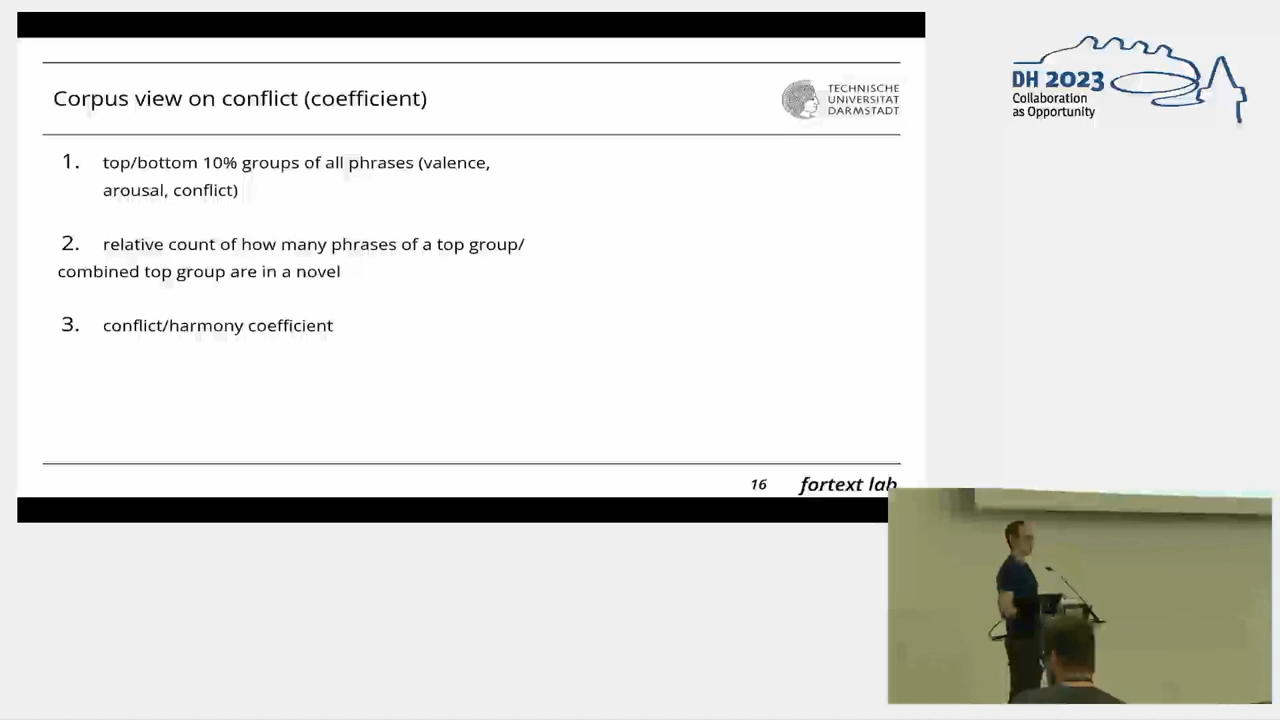 Corpus view on conflict (coefficient)
TECHNISCHE
UNIVERSITÄT
DARMSTADT
1. top/bottom 10% groups of all phrases (valence,
arousal, conflict)
2. relative count of how many phrases of a top group/
combined top group are in a novel
3. conflict/harmony coefficient
16 fortext lab
DH 2023
Collaboration
as Opportunity